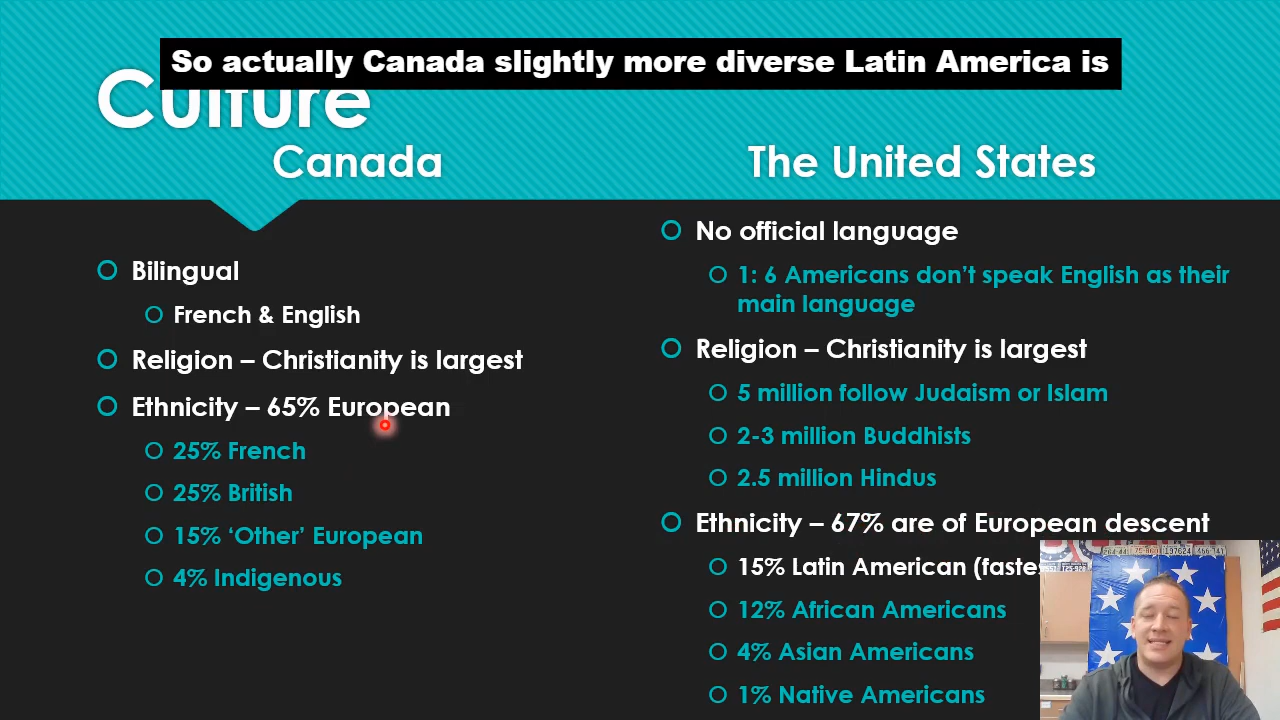 So actually Canada slightly more diverse Latin America is
Culture
Canada
Bilingual
French & English
Religion – Christianity is largest
Ethnicity – 65% European
25% French
25% British
15% ‘Other’ European
4% Indigenous
The United States
No official language
1: 6 Americans don’t speak English as their
main language
Religion – Christianity is largest
5 million follow Judaism or Islam
2-3 million Buddhists
2.5 million Hindus
Ethnicity – 67% are of European descent
15% Latin American
12% African Americans
4% Asian Americans
1% Native Americans